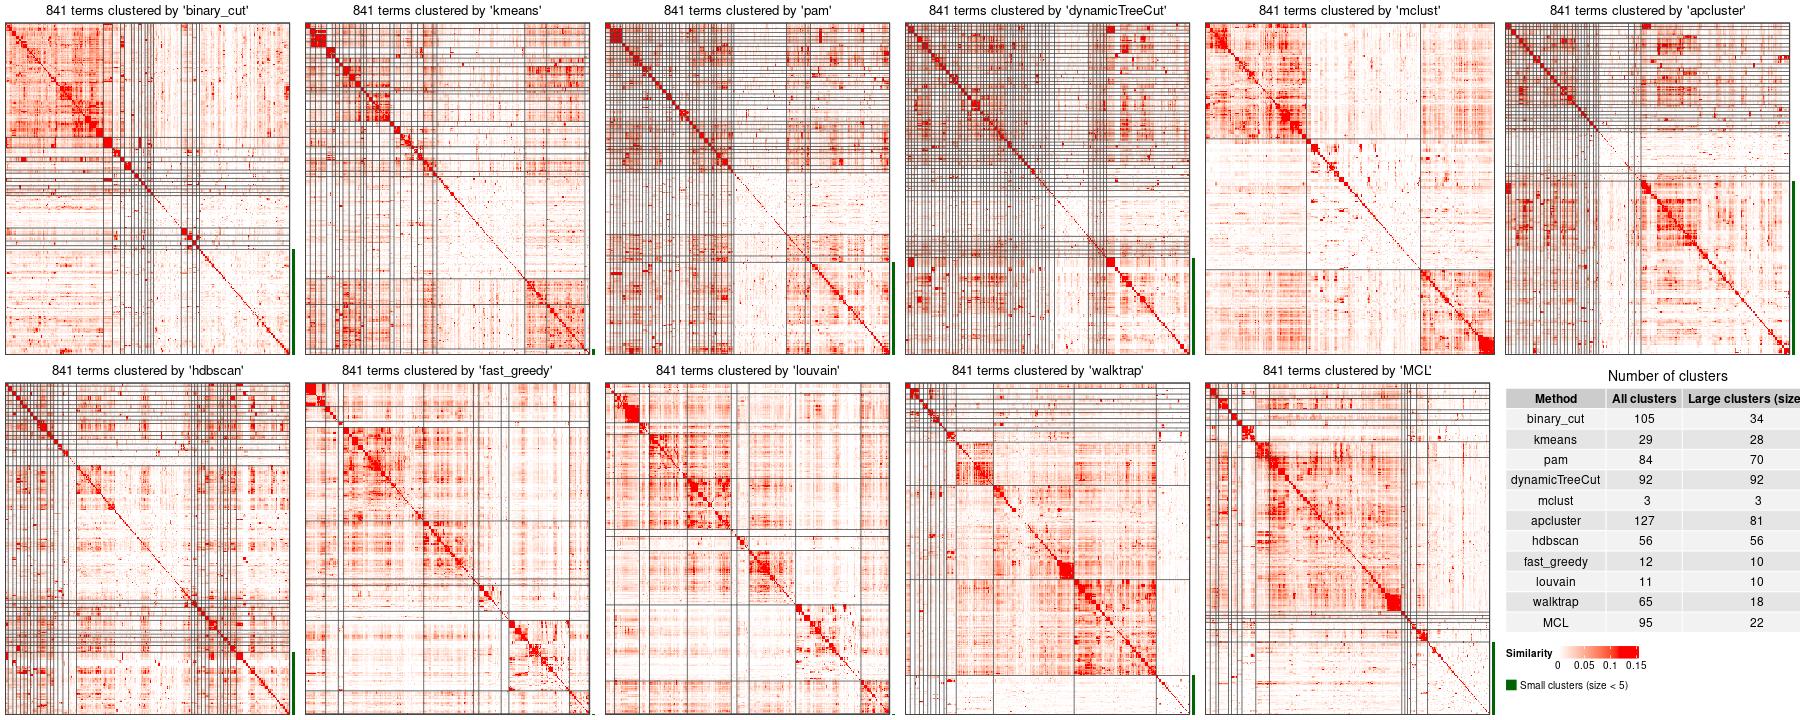 841 terms clustered by 'binary_cut'
841 terms clustered by 'kmeans'
841 terms clustered by 'pam'
841 terms clustered by 'dynamicTreeCut'
841 terms clustered by 'mclust'
841 terms clustered by 'apcluster'
841 terms clustered by 'hdbscan'
841 terms clustered by 'fast_greedy'
841 terms clustered by 'louvain'
841 terms clustered by 'walktrap'
841 terms clustered by 'MCL'
Number of clusters
Method All clusters Large clusters (size
binary_cut 105 34
kmeans 29 28
pam 84 70
dynamicTreeCut 92 92
mclust 3 3
apcluster 127 81
hdbscan 56 56
fast_greedy 12 10
louvain 11 10
walktrap 65 18
MCL 95 22
Similarity
0 0.05 0.1 0.15
Small clusters (size < 5)